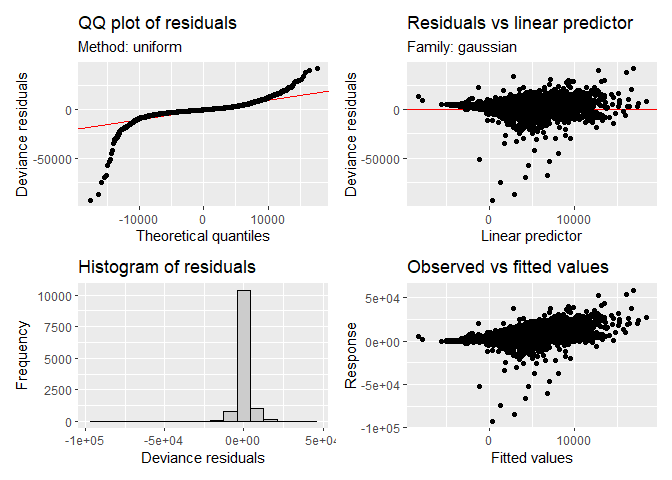 QQ plot of residuals
Method: uniform
Deviance residuals
0
-50000
-10000 0 10000
Theoretical quantiles
Residuals vs linear predictor
Family: gaussian
Deviance residuals
0
-50000
0 10000
Linear predictor
Histogram of residuals
Frequency
10000
7500
5000
2500
0
-1e+05 -5e+04 0e+00 5e+04
Deviance residuals
Observed vs fitted values
Response
5e+04
0e+00
-5e+04
-1e+05
0 10000
Fitted values